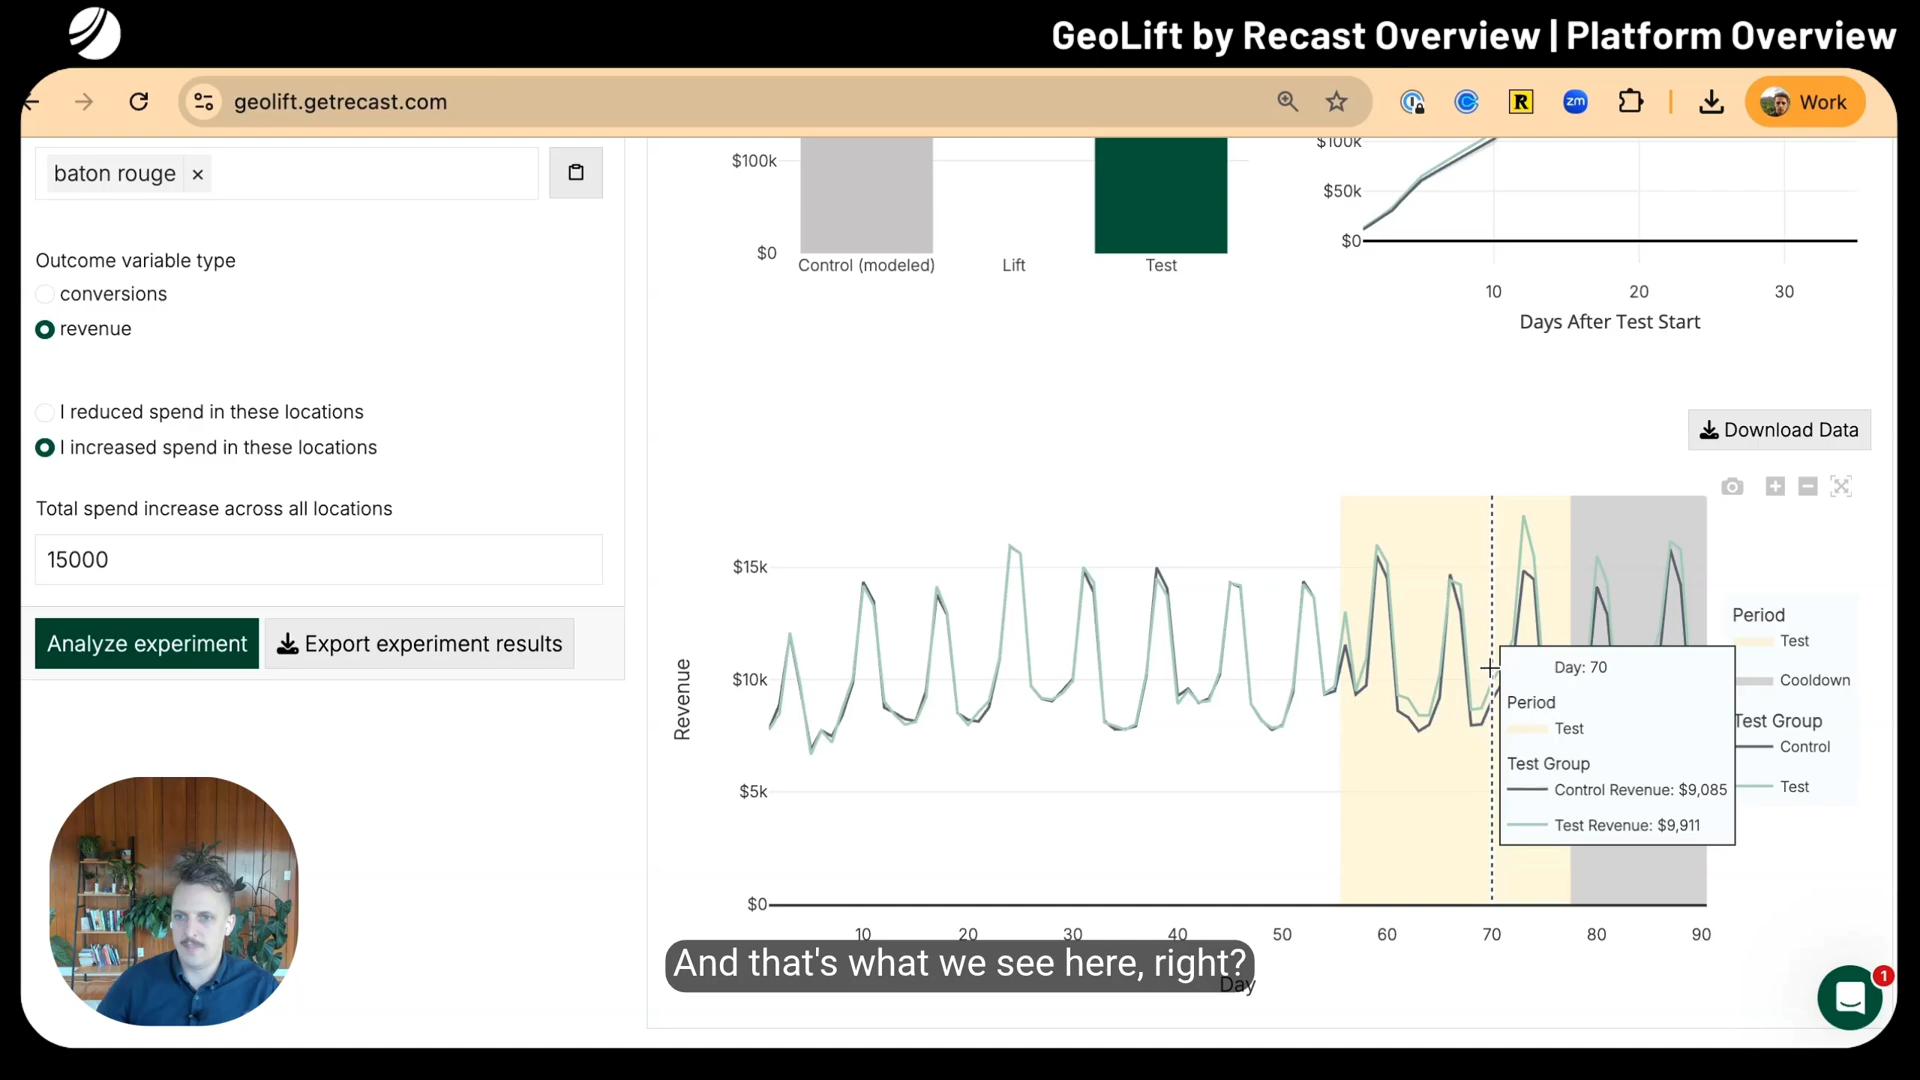 GeoLift by Recast Overview | Platform Overview
geolift.getrecast.com
R
zm
Work
baton rouge ×
Outcome variable type
conversions
revenue
I reduced spend in these locations
I increased spend in these locations
Total spend increase across all locations
15000
Analyze experiment
Export experiment results
$100k
$0
Control (modeled)
Lift
Test
$100k
$50k
$0
10
20
30
Days After Test Start
Download Data
Revenue
$15k
$10k
$5k
$0
10
20
30
40
50
60
70
80
90
Day
Day: 70
Period
Test
Test Group
Control Revenue: $9,085
Test Revenue: $9,911
Period
Test
Cooldown
Test Group
Control
Test
And that's what we see here, right?
1